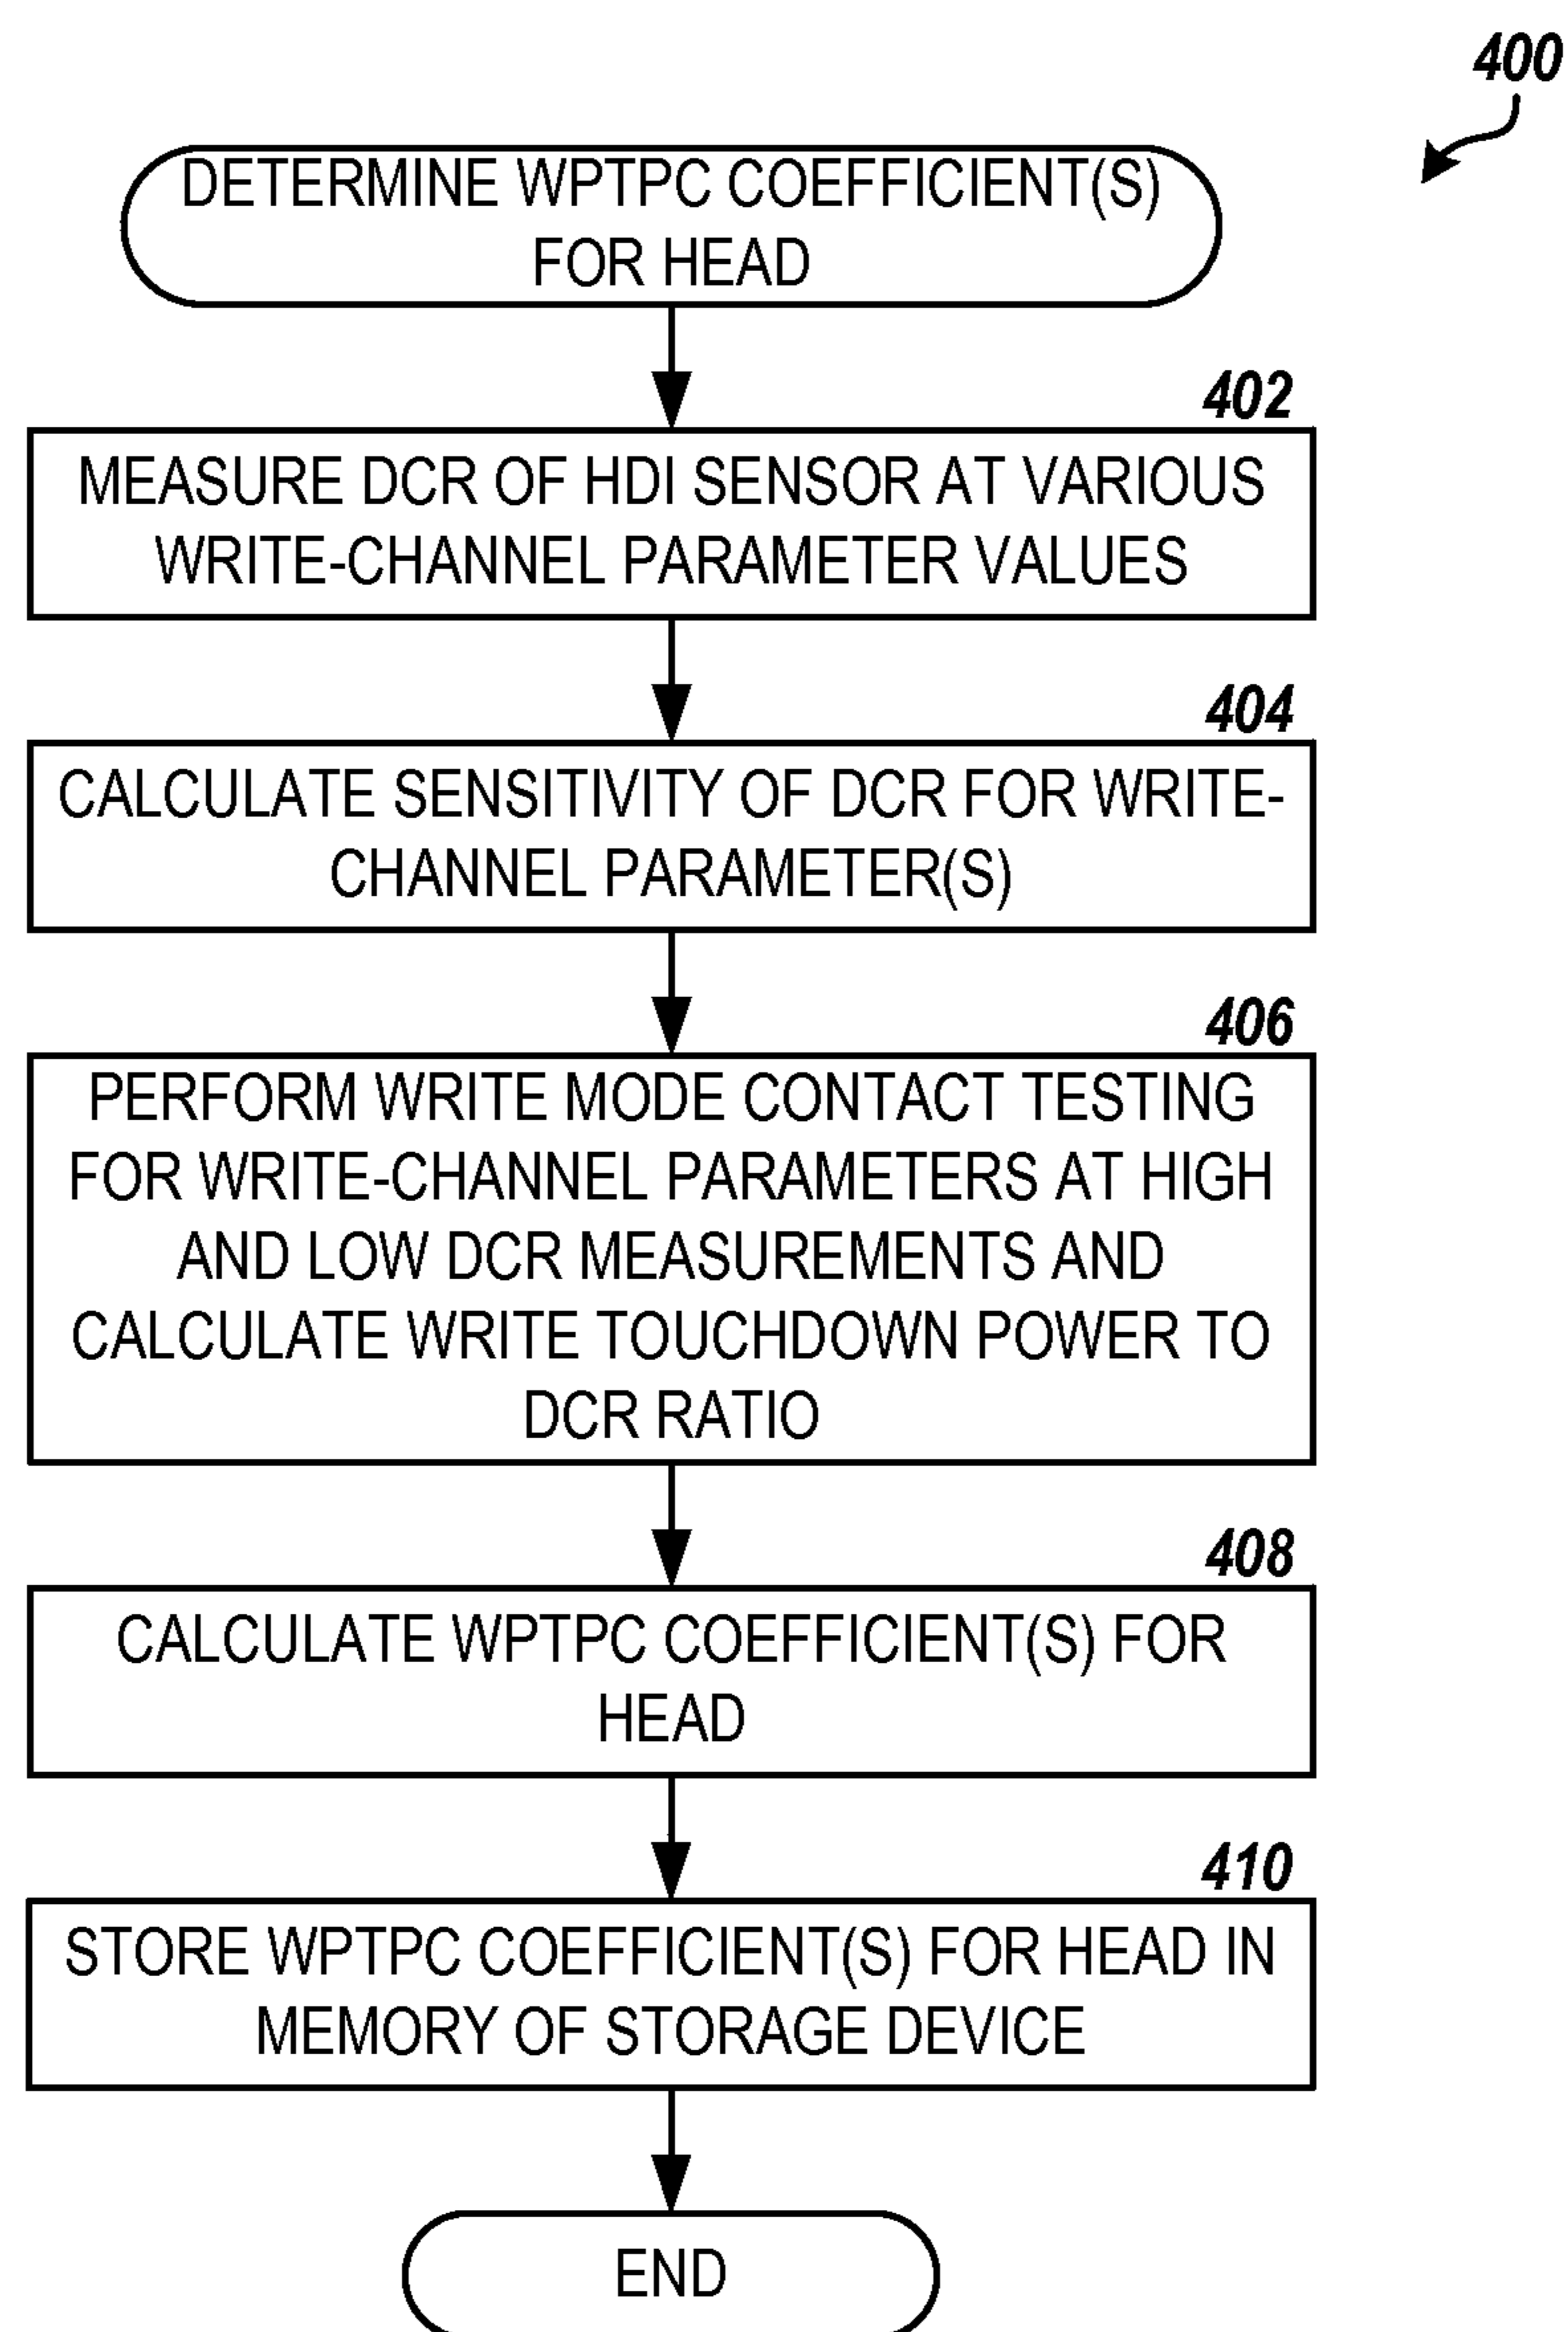 400
DETERMINE WPTPC COEFFICIENT(S)
FOR HEAD
402
MEASURE DCR OF HDI SENSOR AT VARIOUS
WRITE-CHANNEL PARAMETER VALUES
404
CALCULATE SENSITIVITY OF DCR FOR WRITE-
CHANNEL PARAMETER(S)
406
PERFORM WRITE MODE CONTACT TESTING
FOR WRITE-CHANNEL PARAMETERS AT HIGH
AND LOW DCR MEASUREMENTS AND
CALCULATE WRITE TOUCHDOWN POWER TO
DCR RATIO
408
CALCULATE WPTPC COEFFICIENT(S) FOR
HEAD
410
STORE WPTPC COEFFICIENT(S) FOR HEAD IN
MEMORY OF STORAGE DEVICE
END